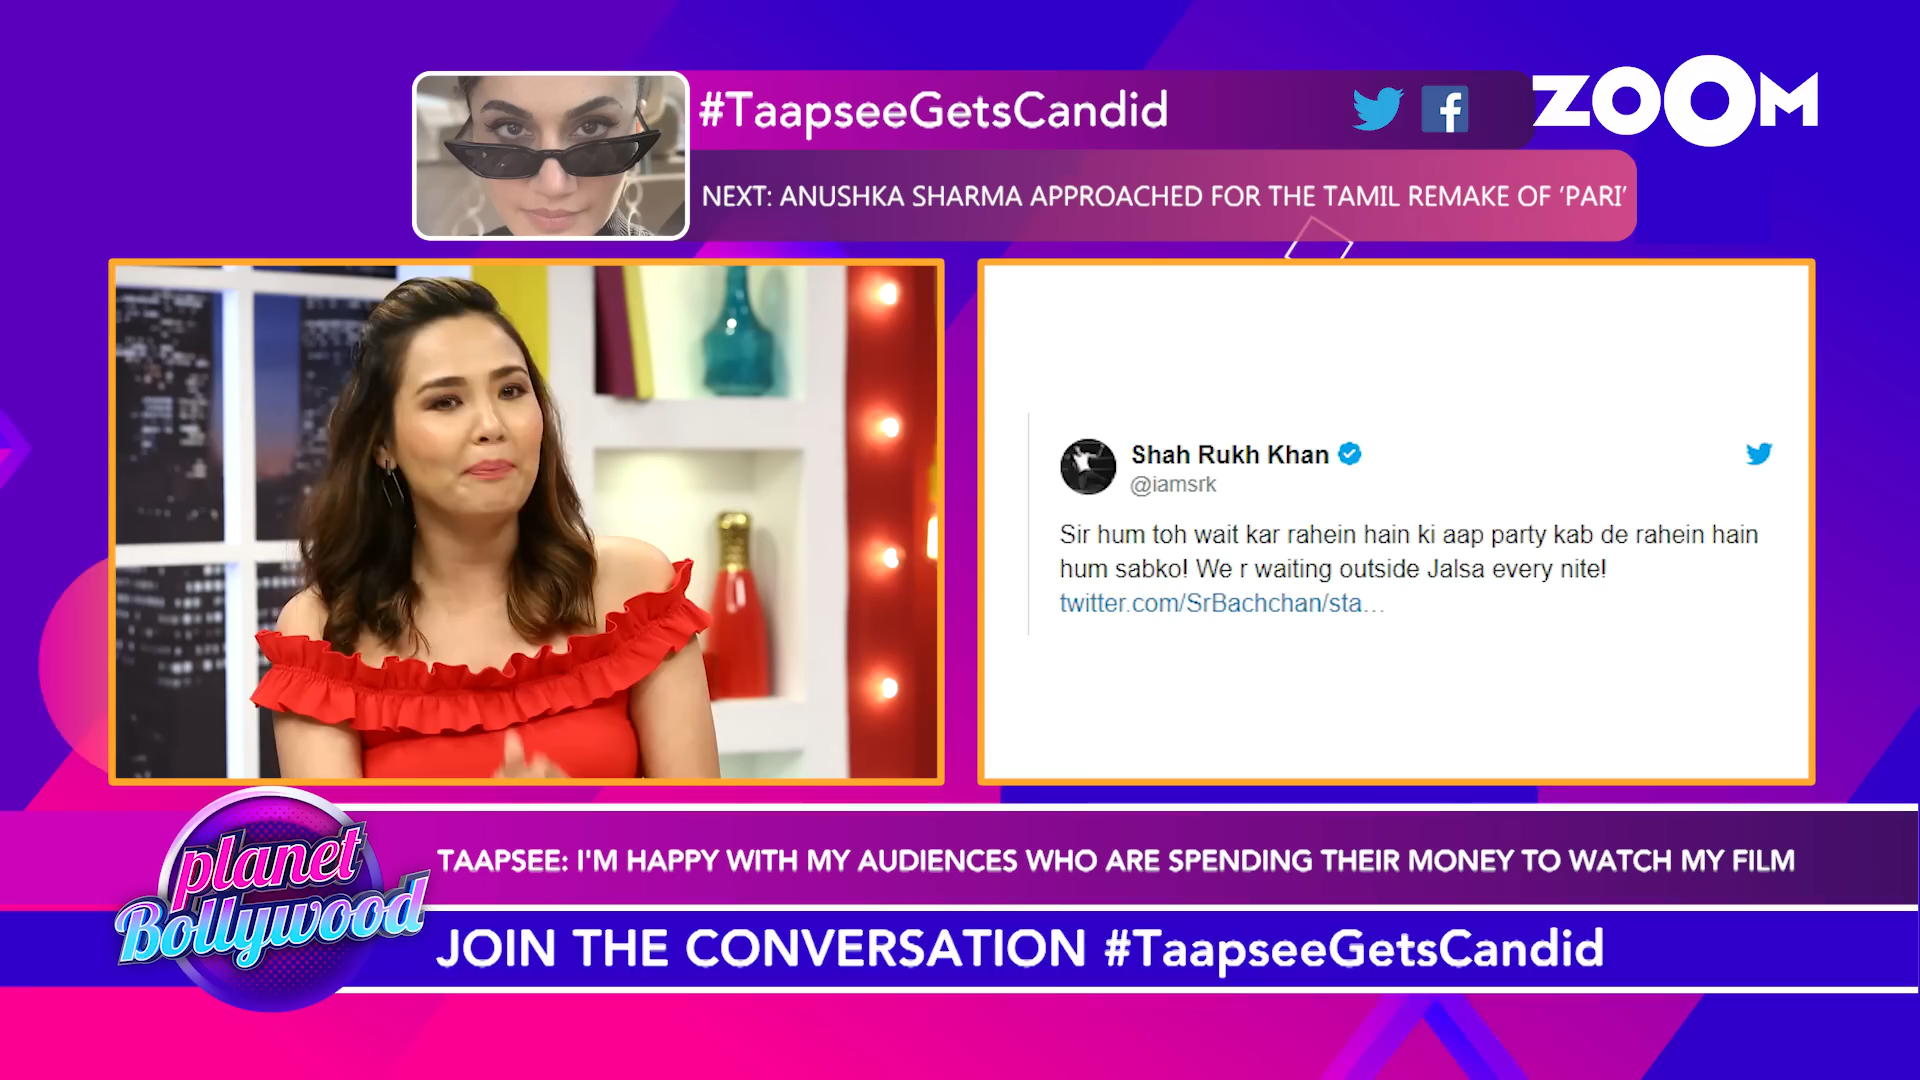 #TaapseeGetsCandid
ZOOM
NEXT: ANUSHKA SHARMA APPROACHED FOR THE TAMIL REMAKE OF ‘PARI’
Shah Rukh Khan
@iamsrk
Sir hum toh wait kar rahein hain ki aap party kab de rahein hain
hum sabko! We r waiting outside Jalsa every nite!
twitter.com/SrBachchan/sta…
planet
Bollywood
TAAPSEE: I'M HAPPY WITH MY AUDIENCES WHO ARE SPENDING THEIR MONEY TO WATCH MY FILM
JOIN THE CONVERSATION #TaapseeGetsCandid